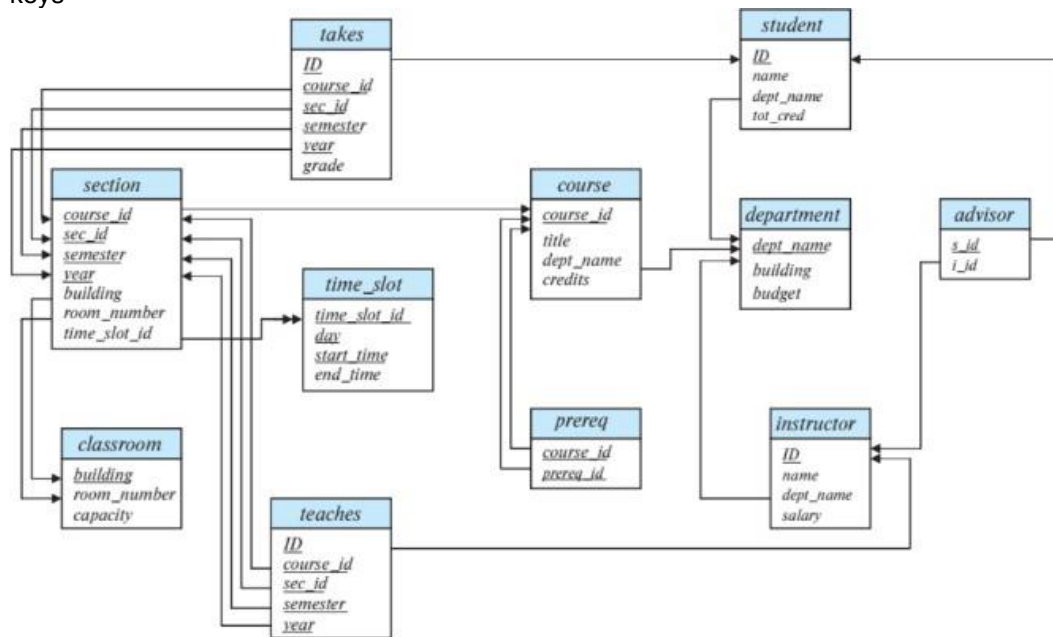 keys
takes
ID
course_id
sec_id
semester
year
grade
student
ID
name
dept_name
tot_cred
section
course_id
sec_id
semester
year
building
room_number
time_slot_id
course
course_id
title
dept_name
credits
department
dept_name
building
budget
advisor
s_id
i_id
time_slot
time_slot_id
day
start_time
end_time
prereq
course_id
prereq_id
instructor
ID
name
dept_name
salary
classroom
building
room_number
capacity
teaches
ID
course_id
sec_id
semester
year